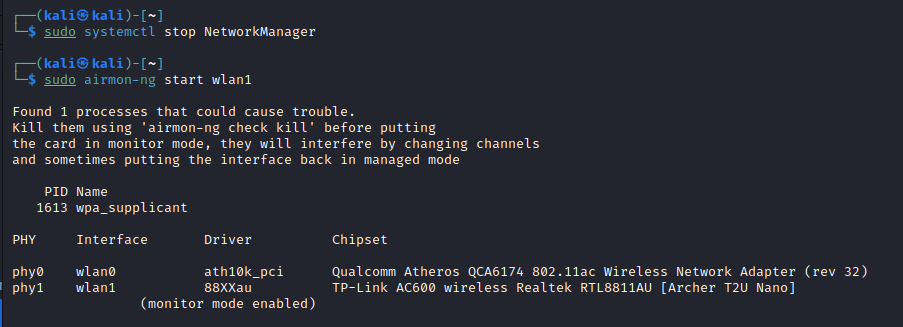 ┌──(kali㉿kali)-[~]
└─$ sudo systemctl stop NetworkManager
┌──(kali㉿kali)-[~]
└─$ sudo airmon-ng start wlan1
Found 1 processes that could cause trouble.
Kill them using 'airmon-ng check kill' before putting
the card in monitor mode, they will interfere by changing channels
and sometimes putting the interface back in managed mode
PID Name
1613 wpa_supplicant
PHY Interface Driver Chipset
phy0 wlan0 ath10k_pci Qualcomm Atheros QCA6174 802.11ac Wireless Network Adapter (rev 32)
phy1 wlan1 88XXau TP-Link AC600 wireless Realtek RTL8811AU [Archer T2U Nano]
(monitor mode enabled)